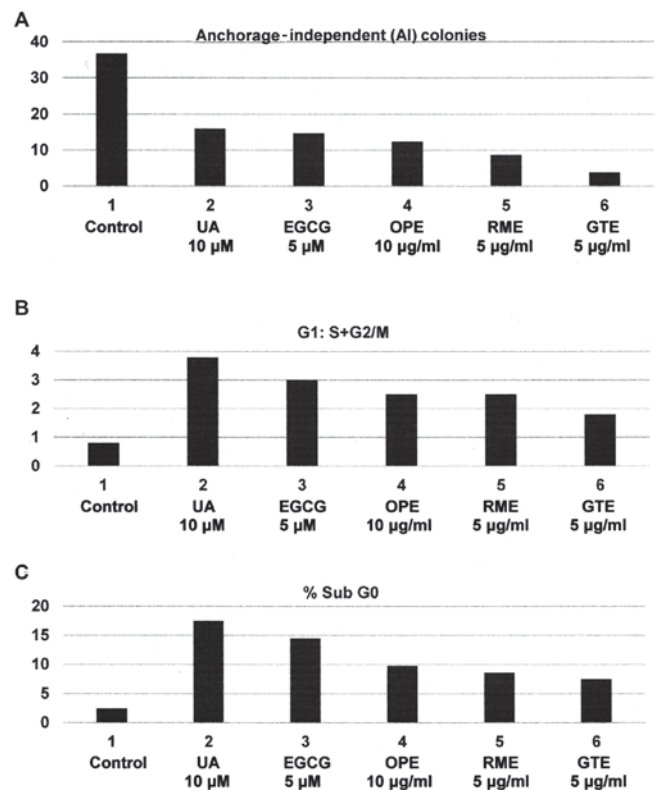 A
Anchorage-independent (AI) colonies
40
30
20
10
0
1 2 3 4 5 6
Control UA EGCG OPE RME GTE
10 µM 5 µM 10 µg/ml 5 µg/ml 5 µg/ml
B
G1: S+G2/M
4
3
2
1
0
1 2 3 4 5 6
Control UA EGCG OPE RME GTE
10 µM 5 µM 10 µg/ml 5 µg/ml 5 µg/ml
C
% Sub G0
20
15
10
5
0
1 2 3 4 5 6
Control UA EGCG OPE RME GTE
10 µM 5 µM 10 µg/ml 5 µg/ml 5 µg/ml